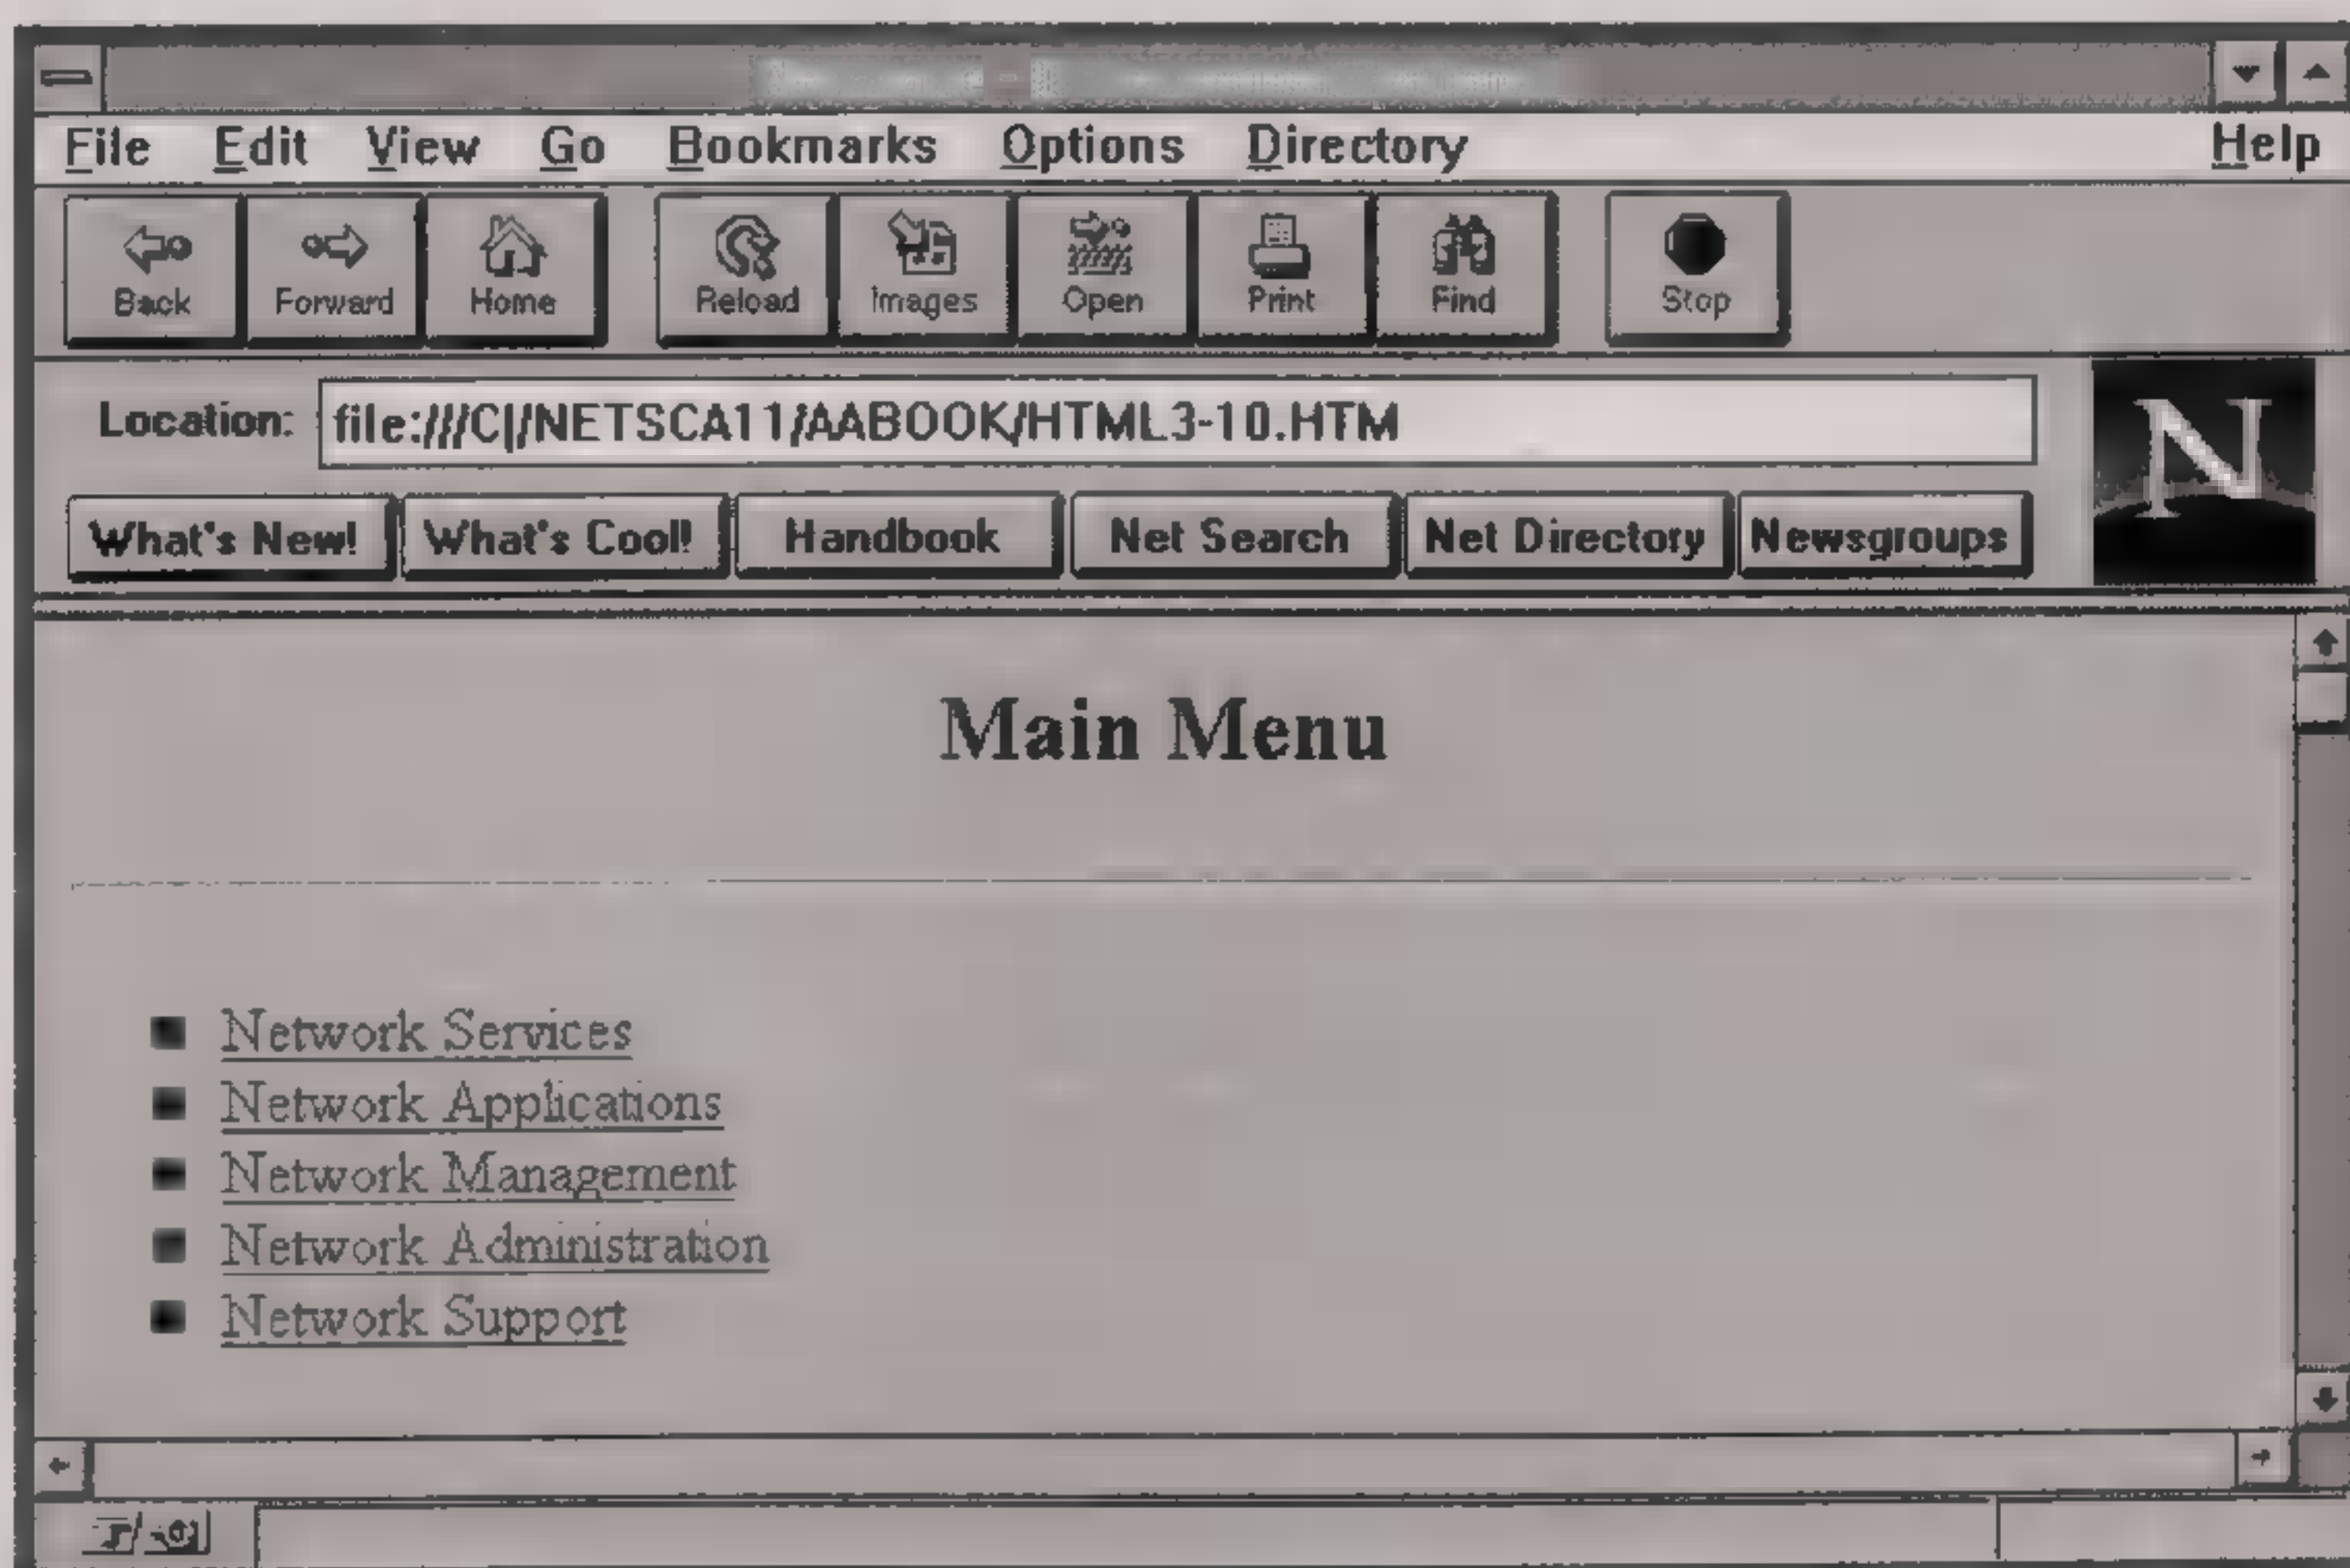 File Edit View Go Bookmarks Options Directory Help
Back Forward Home Reload Images Open Print Find Stop
Location: file:///C|/NETSCA11/AABOOK/HTML3-10.HTM
N
What's New! What's Cool! Handbook Net Search Net Directory Newsgroups
Main Menu
Network Services
Network Applications
Network Management
Network Administration
Network Support